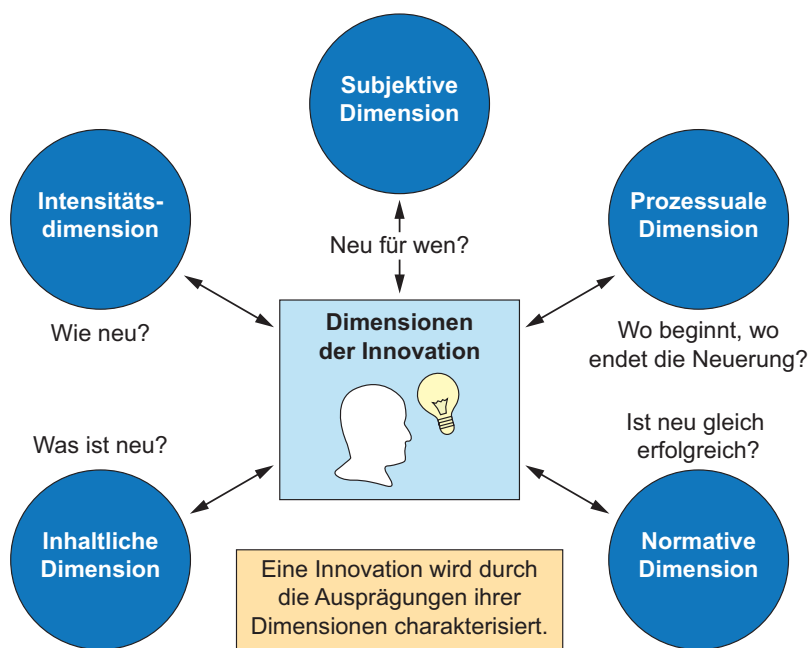 Subjektive
Dimension
Intensitäts-
dimension
Prozessuale
Dimension
Neu für wen?
Wie neu?
Dimensionen
der Innovation
Wo beginnt, wo
endet die Neuerung?
Was ist neu?
Ist neu gleich
erfolgreich?
Inhaltliche
Dimension
Normative
Dimension
Eine Innovation wird durch
die Ausprägungen ihrer
Dimensionen charakterisiert.